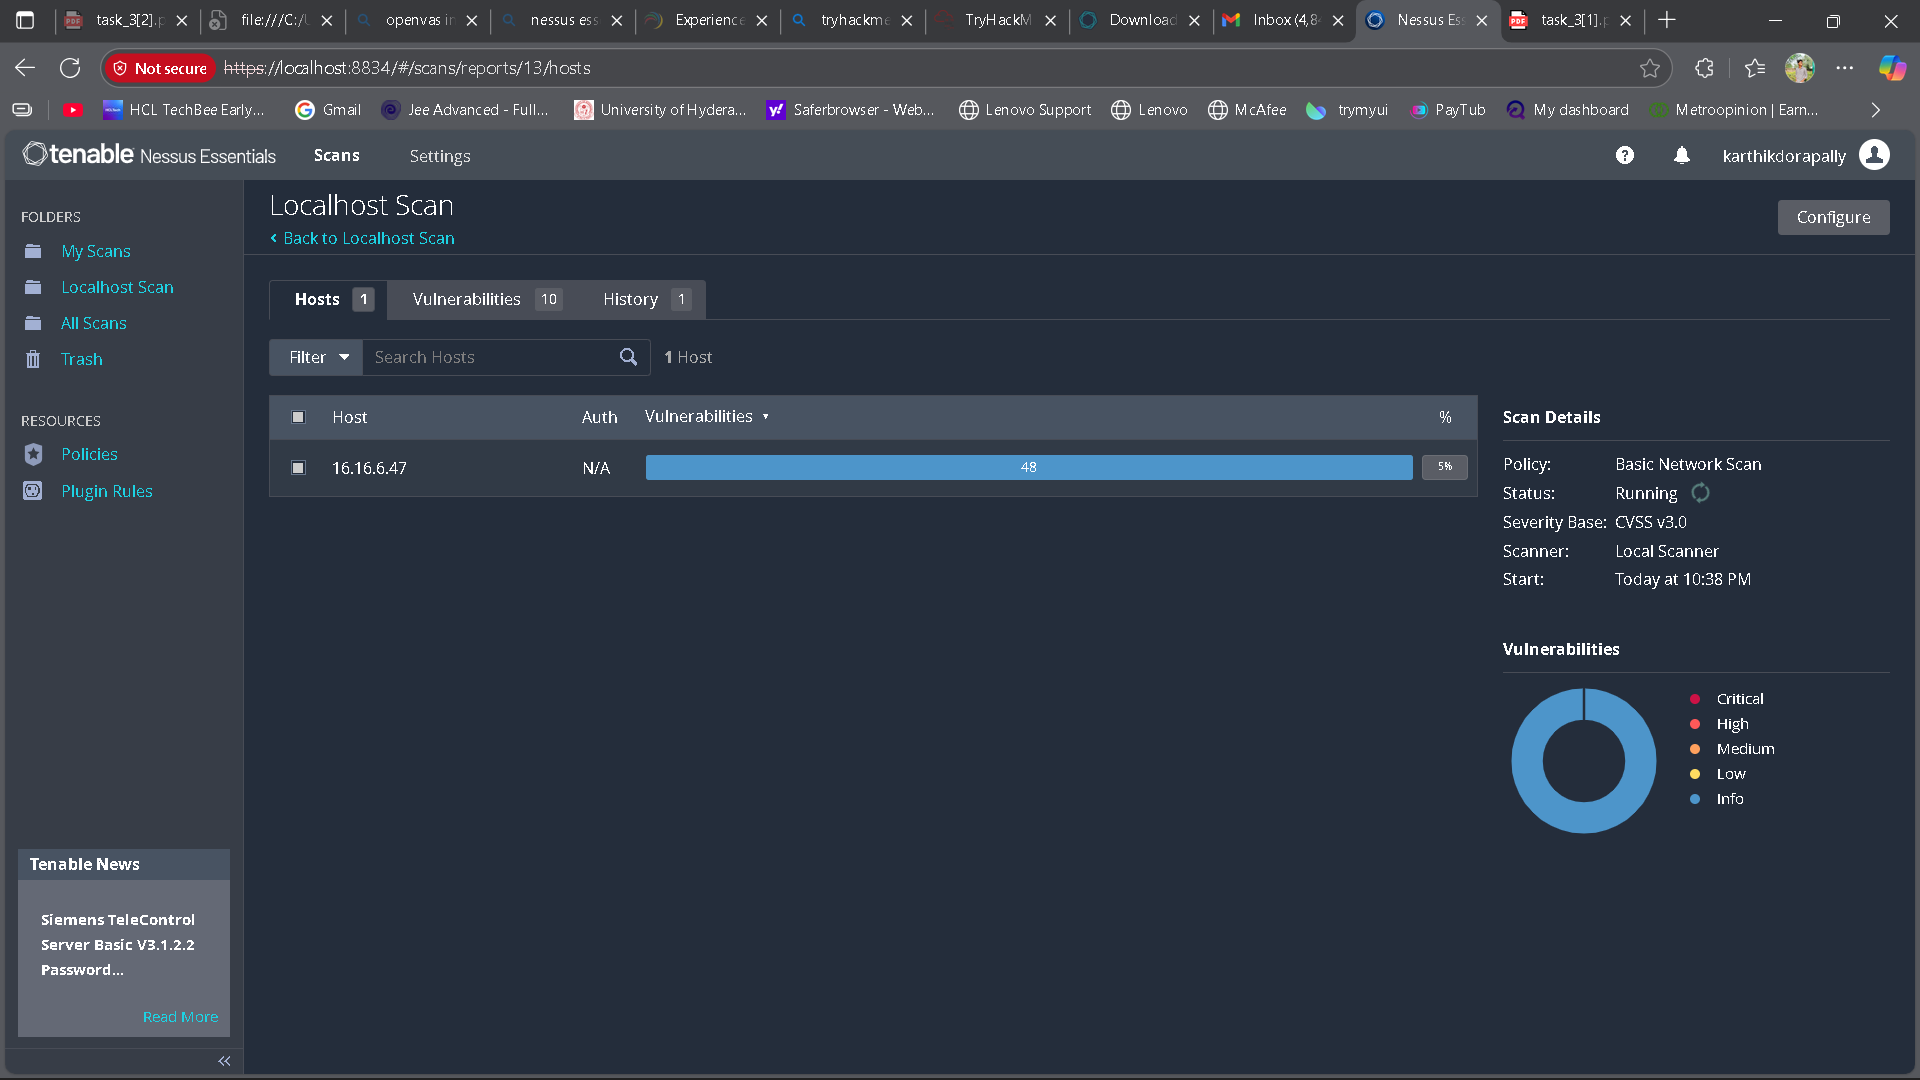 task_3[2].p
file:///C:/U
openvas in
nessus ess
Experience
tryhackme
TryHackM
Download
Inbox (4,84
Nessus Ess
task_3[1].p
Not secure
https://localhost:8834/#/scans/reports/13/hosts
HCL TechBee Early...
Gmail
Jee Advanced - Full...
University of Hydera...
Saferbrowser - Web...
Lenovo Support
Lenovo
McAfee
trymyui
PayTub
My dashboard
Metroopinion | Earn...
tenable Nessus Essentials
Scans
Settings
karthikdorapally
FOLDERS
My Scans
Localhost Scan
All Scans
Trash
RESOURCES
Policies
Plugin Rules
Tenable News
Siemens TeleControl
Server Basic V3.1.2.2
Password...
Read More
Localhost Scan
Back to Localhost Scan
Configure
Hosts 1
Vulnerabilities 10
History 1
Filter
Search Hosts
1 Host
Host Auth Vulnerabilities %
16.16.6.47 N/A 48 5%
Scan Details
Policy: Basic Network Scan
Status: Running
Severity Base: CVSS v3.0
Scanner: Local Scanner
Start: Today at 10:38 PM
Vulnerabilities
Critical
High
Medium
Low
Info